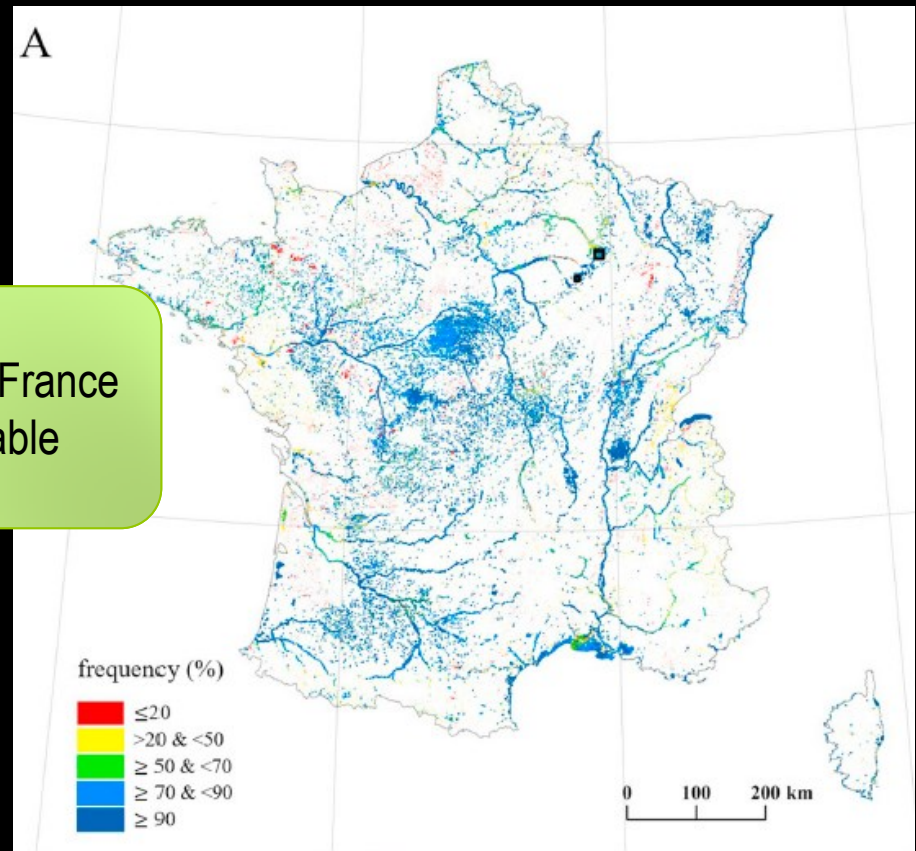 A
France
able
frequency (%)
≤20
>20 & <50
≥ 50 & <70
≥ 70 & <90
≥ 90
0 100 200 km